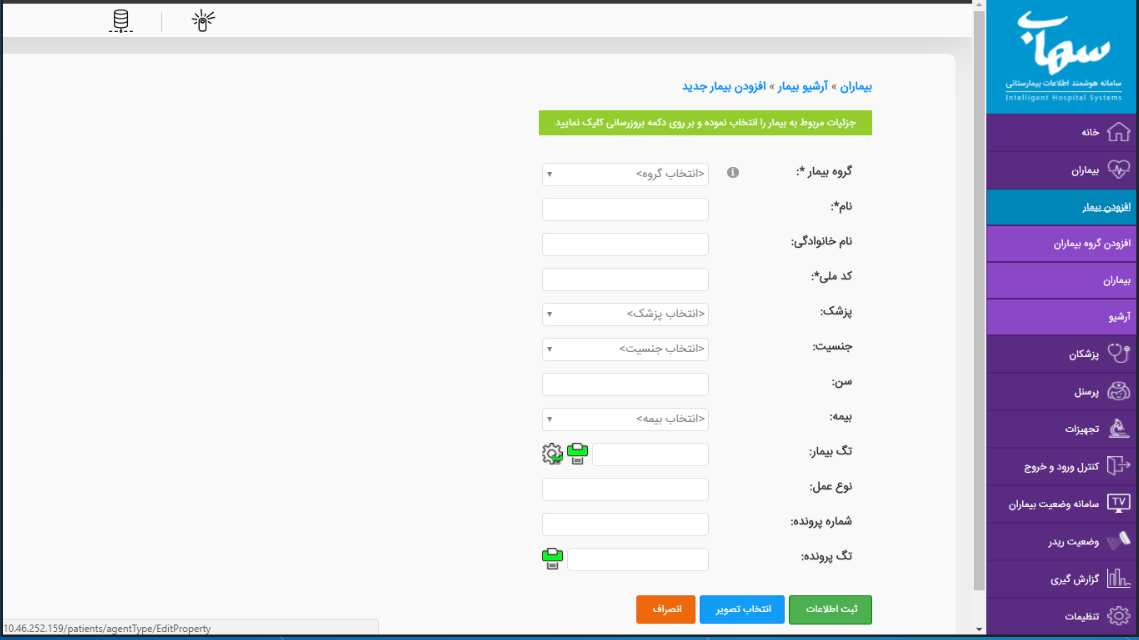 سهاب
سامانه هوشمند اطلاعات بیمارستانی
Intelligent Hospital Systems
خانه
بیماران
افزودن بیمار
افزودن گروه بیماران
بیماران
آرشیو
پزشکان
پرسنل
تجهیزات
کنترل ورود و خروج
TV
سامانه وضعیت بیماران
وضعیت ریدر
گزارش گیری
تنظیمات
بیماران » آرشیو بیمار » افزودن بیمار جدید
جزئیات مربوط به بیمار را انتخاب نموده و بر روی دکمه بروزرسانی کلیک نمایید
گروه بیمار *:
<انتخاب گروه>
نام*:
نام خانوادگی:
کد ملی*:
پزشک:
<انتخاب پزشک>
جنسیت:
<انتخاب جنسیت>
سن:
بیمه:
<انتخاب بیمه>
تگ بیمار:
نوع عمل:
شماره پرونده:
تگ پرونده:
ثبت اطلاعات
انتخاب تصویر
انصراف
10.46.252.159/patients/agentType/EditProperty